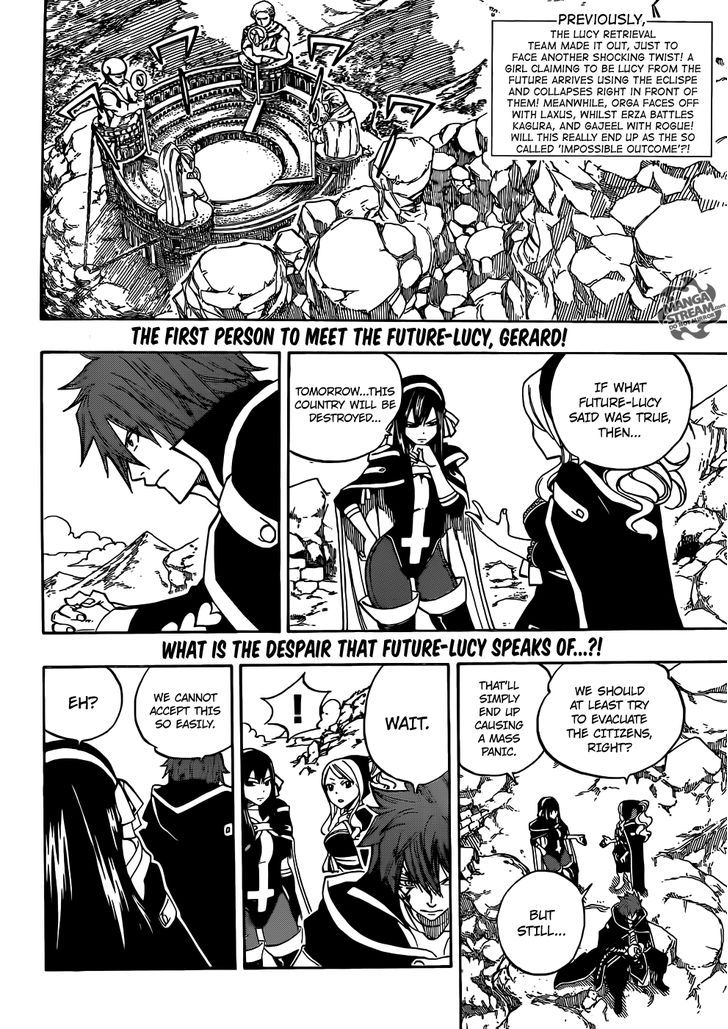 PREVIOUSLY,
THE LUCY RETRIEVAL
TEAM MADE IT OUT, JUST TO
FACE ANOTHER SHOCKING TWIST! A
GIRL CLAIMING TO BE LUCY FROM THE
FUTURE ARRIVES USING THE ECLISPE
AND COLLAPSES RIGHT IN FRONT OF
THEM! MEANWHILE, ORGA FACES OFF
WITH LAXUS, WHILST ERZA BATTLES
KAGURA, AND GAJEEL WITH ROGUE!
WILL THIS REALLY END UP AS THE SO
CALLED 'IMPOSSIBLE OUTCOME'?!
MANGA
STREAM.com
THE FIRST PERSON TO MEET THE FUTURE-LUCY, GERARD!
IF WHAT
FUTURE-LUCY
SAID WAS TRUE,
THEN...
TOMORROW...THIS
COUNTRY WILL BE
DESTROYED...
WHAT IS THE DESPAIR THAT FUTURE-LUCY SPEAKS OF...?!
WE SHOULD
AT LEAST TRY
TO EVACUATE
THE CITIZENS,
RIGHT?
THAT'LL
SIMPLY
END UP
CAUSING
A MASS
PANIC.
BUT
STILL...
WAIT.
!
WE CANNOT
ACCEPT THIS
SO EASILY.
EH?